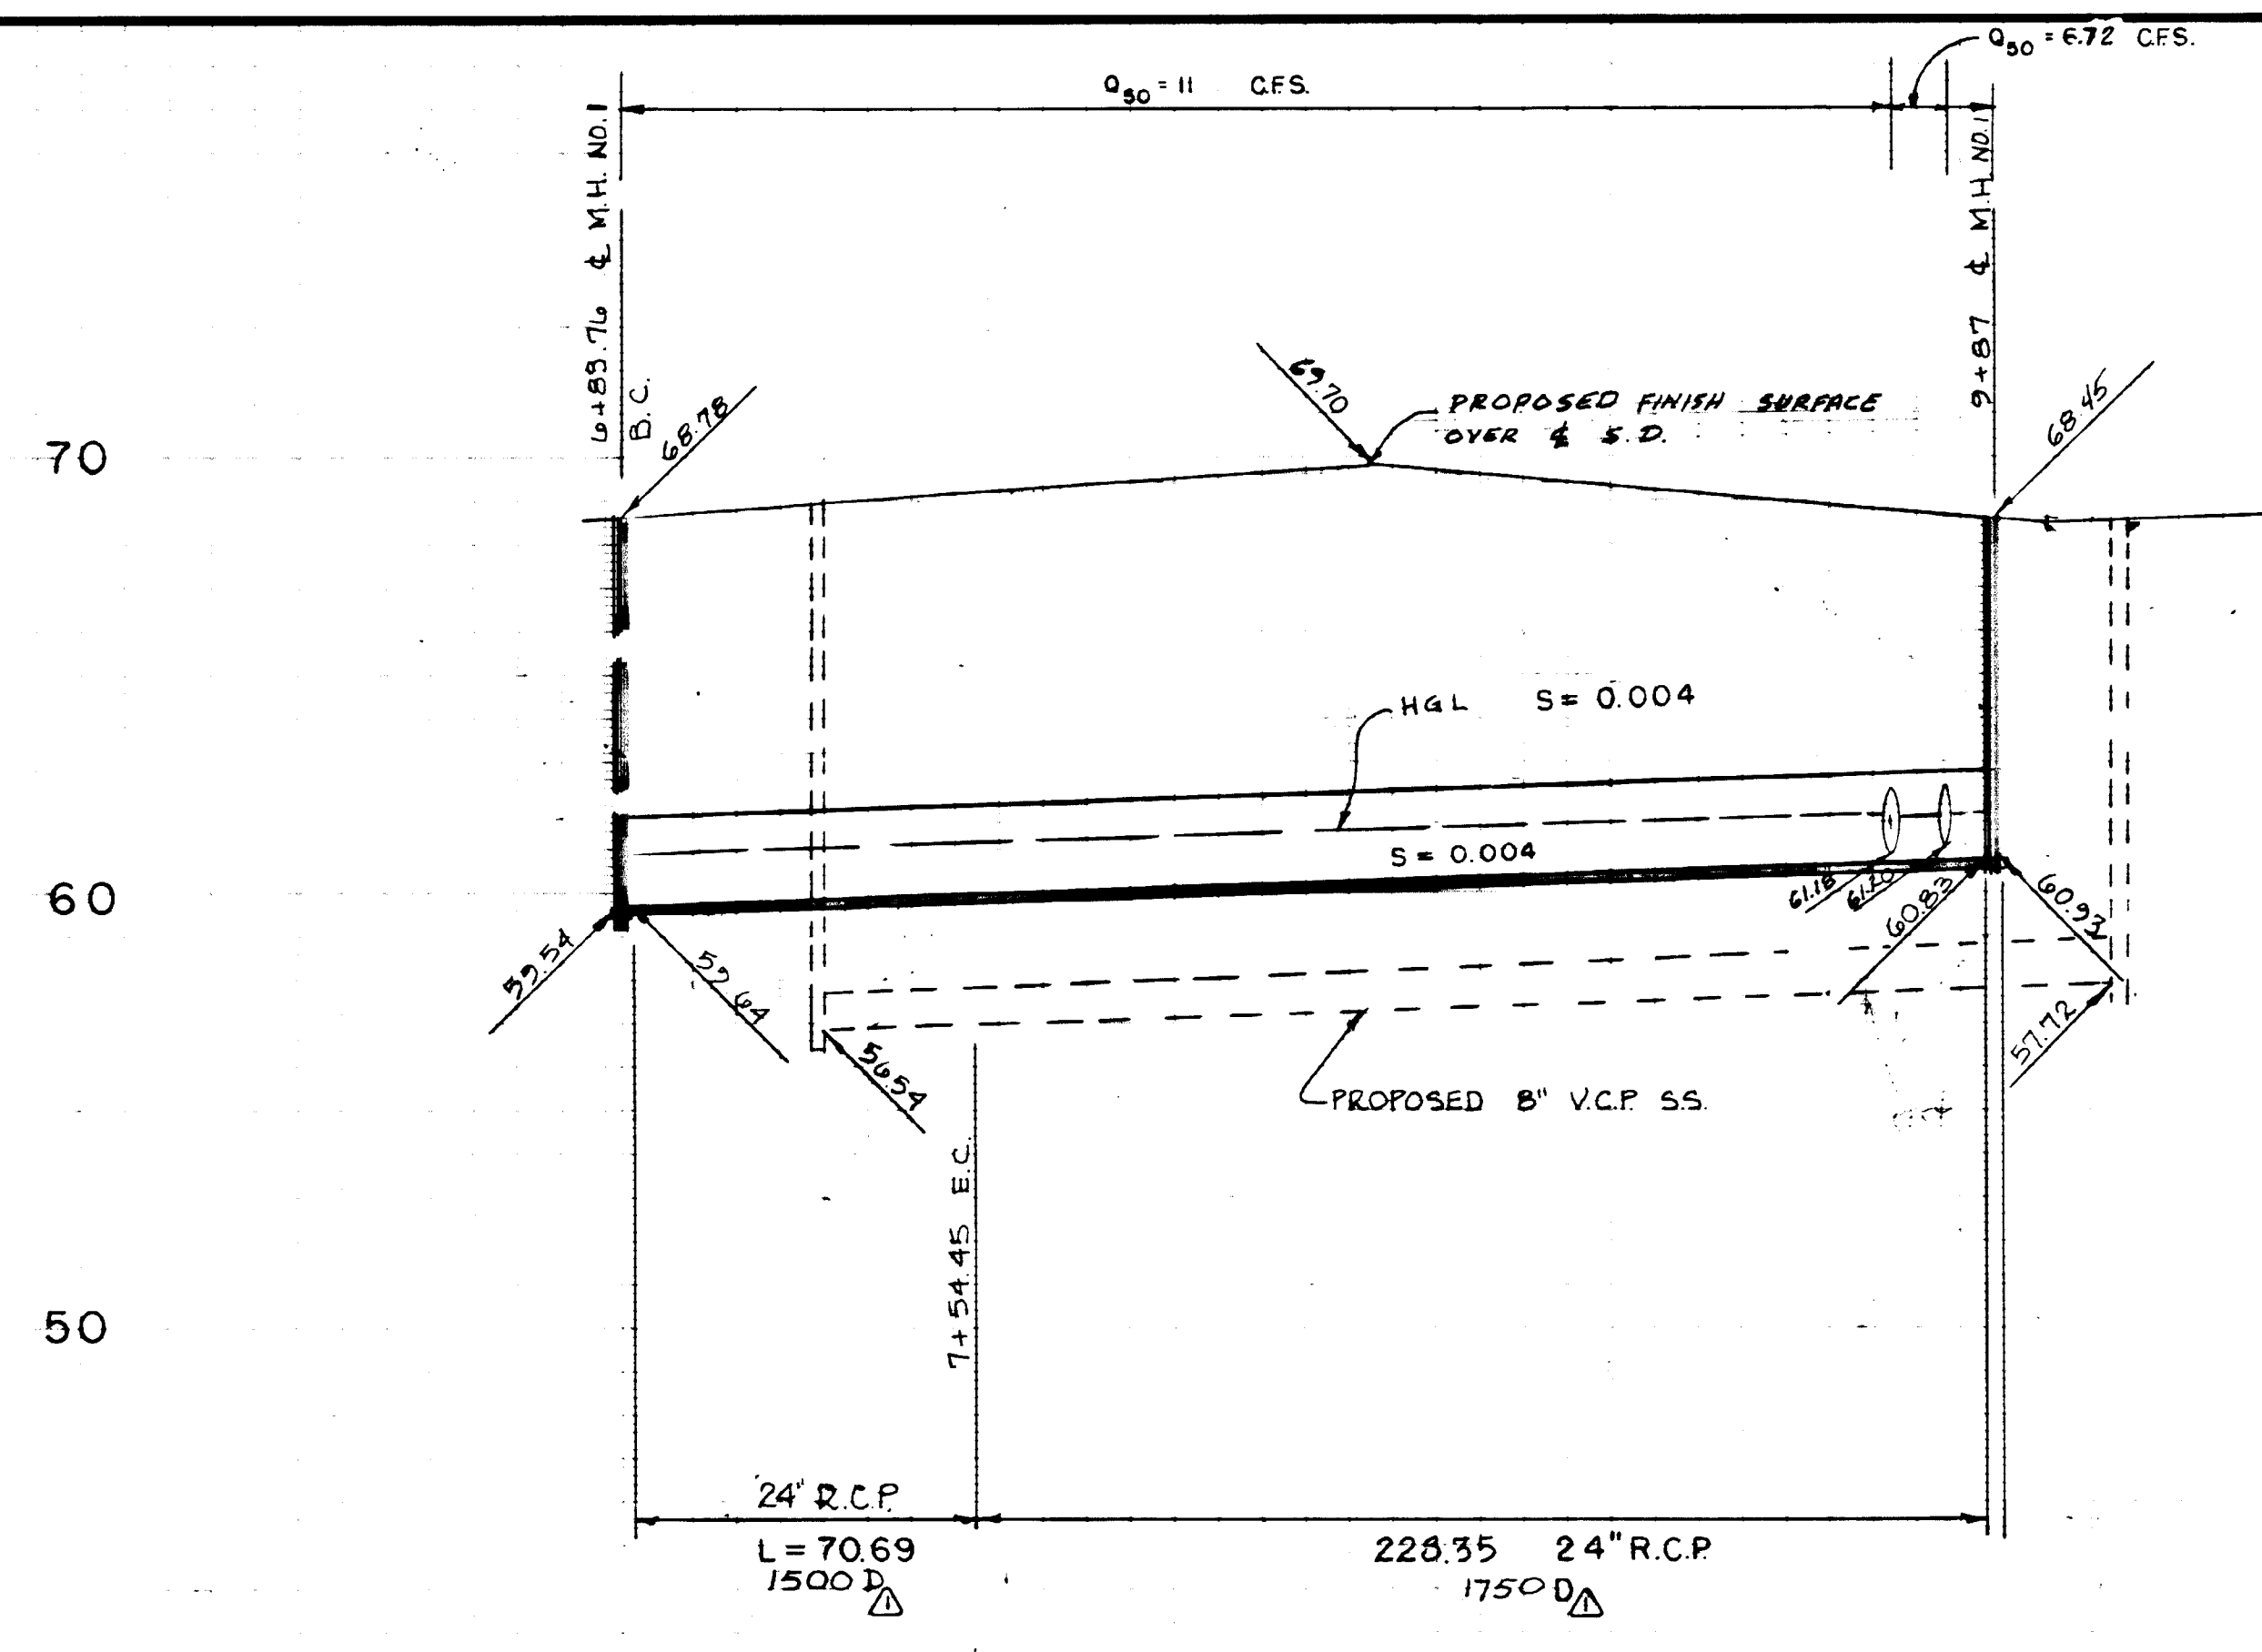 Q50 = 6.72 C.F.S.
Q50 = 11 C.F.S.
6+83.76 ℄ M.H. NO.1
B.C.
9+87 ℄ M.H. NO.1
68.78
69.70
PROPOSED FINISH SURFACE
OVER ℄ S.D.
68.45
70
HGL S= 0.004
S = 0.004
60
61.18
61.20
60.83
60.93
59.54
59.64
56.54
57.72
PROPOSED 8" V.C.P. S.S.
7+54.45 E.C.
50
24" R.C.P.
L = 70.69
1500 D
1
228.35 24" R.C.P.
1750 D
1